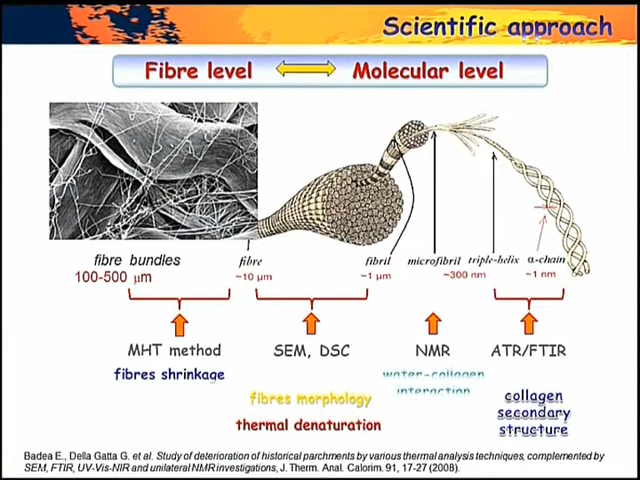 Scientific approach
Fibre level Molecular level
fibre bundles fibre fibril microfibril triple-helix α-chain
100-500 μm ~10 μm ~1 μm ~300 nm ~1 nm
MHT method SEM, DSC NMR ATR/FTIR
fibres shrinkage water-collagen
interaction
fibres morphology collagen
secondary
thermal denaturation structure
Badea E., Della Gatta G. et al. Study of deterioration of historical parchments by various thermal analysis techniques, complemented by
SEM, FTIR, UV-Vis-NIR and unilateral NMR investigations, J. Therm. Anal. Calorim. 91, 17-27 (2008).